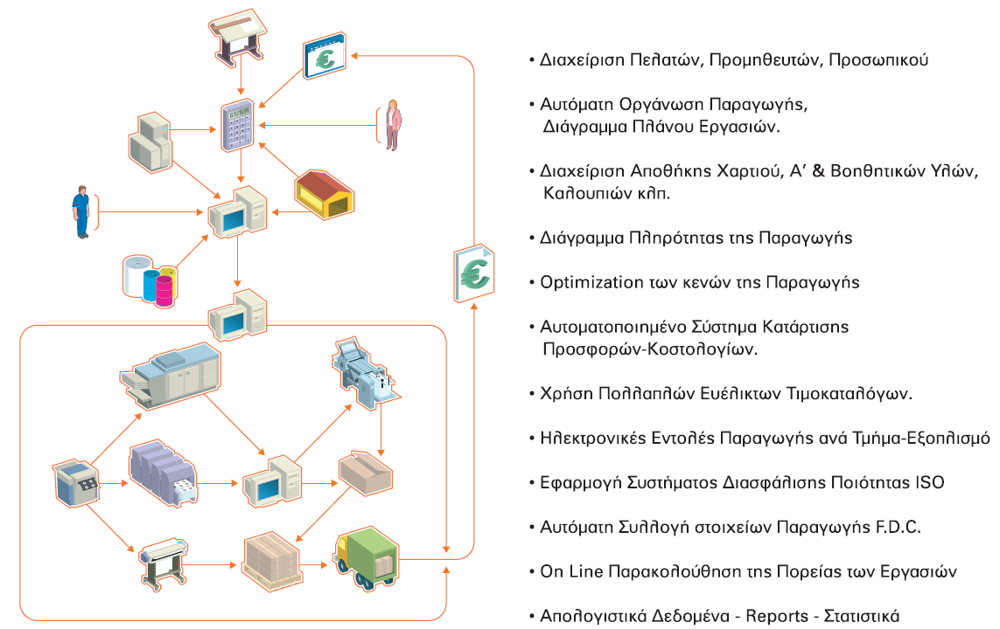 • Διαχείριση Πελατών, Προμηθευτών, Προσωπικού
• Αυτόματη Οργάνωση Παραγωγής,
Διάγραμμα Πλάνου Εργασιών.
• Διαχείριση Αποθήκης Χαρτιού, Α’ & Βοηθητικών Υλών,
Καλουπιών κλπ.
• Διάγραμμα Πληρότητας της Παραγωγής
• Optimization των κενών της Παραγωγής
• Αυτοματοποιημένο Σύστημα Κατάρτισης
Προσφορών-Κοστολογίων.
• Χρήση Πολλαπλών Ευέλικτων Τιμοκαταλόγων.
• Ηλεκτρονικές Εντολές Παραγωγής ανά Τμήμα-Εξοπλισμό
• Εφαρμογή Συστήματος Διασφάλισης Ποιότητας ISO
• Αυτόματη Συλλογή στοιχείων Παραγωγής F.D.C.
• On Line Παρακολούθηση της Πορείας των Εργασιών
• Απολογιστικά Δεδομένα - Reports - Στατιστικά